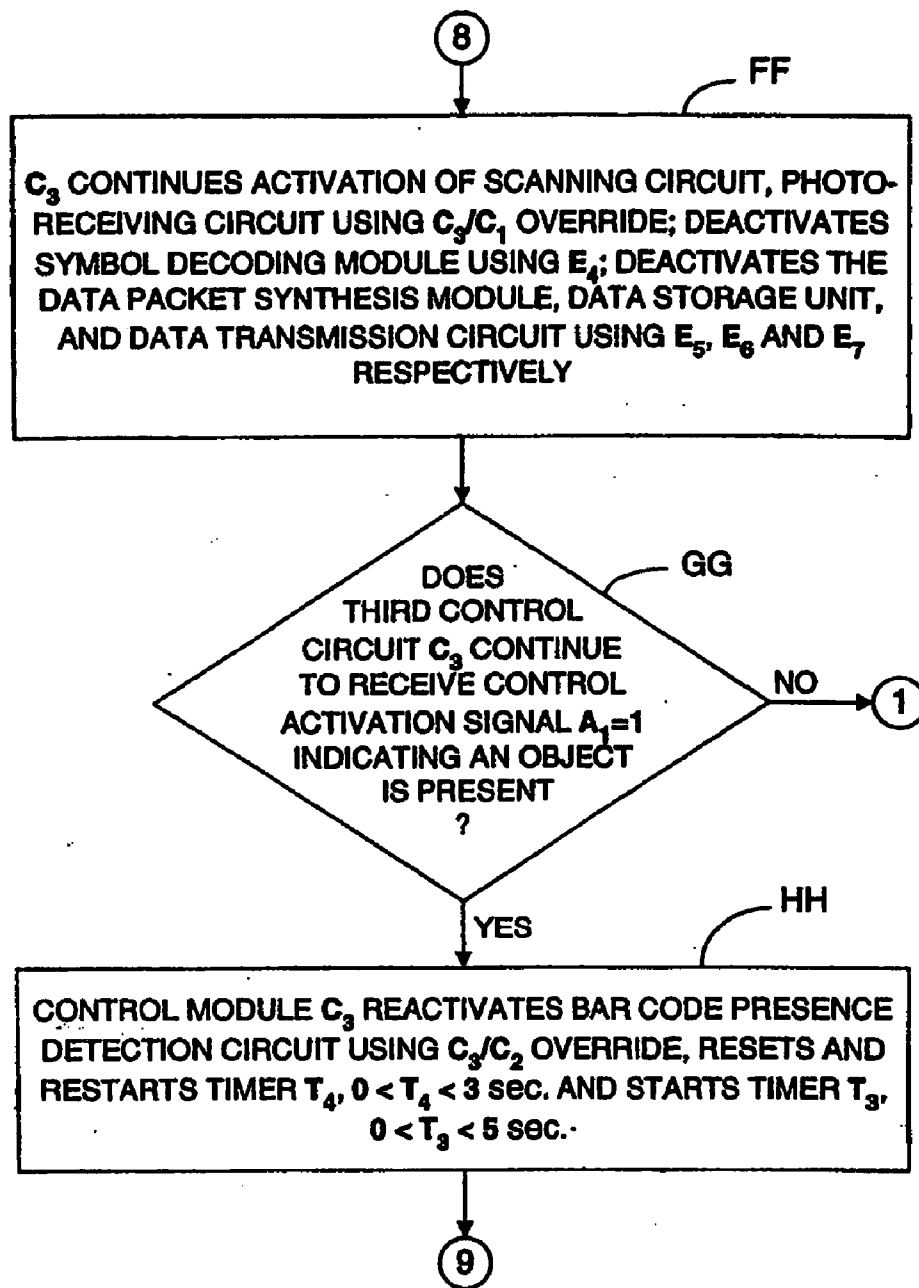 8
FF
C₃ CONTINUES ACTIVATION OF SCANNING CIRCUIT, PHOTO-
RECEIVING CIRCUIT USING C₃/C₁ OVERRIDE; DEACTIVATES
SYMBOL DECODING MODULE USING E₄; DEACTIVATES THE
DATA PACKET SYNTHESIS MODULE, DATA STORAGE UNIT,
AND DATA TRANSMISSION CIRCUIT USING E₅, E₆ AND E₇
RESPECTIVELY
GG
DOES
THIRD CONTROL
CIRCUIT C₃ CONTINUE
TO RECEIVE CONTROL
ACTIVATION SIGNAL A₁=1
INDICATING AN OBJECT
IS PRESENT
?
NO
1
YES
HH
CONTROL MODULE C₃ REACTIVATES BAR CODE PRESENCE
DETECTION CIRCUIT USING C₃/C₂ OVERRIDE, RESETS AND
RESTARTS TIMER T₄, 0 < T₄ < 3 sec. AND STARTS TIMER T₃,
0 < T₃ < 5 sec.
9